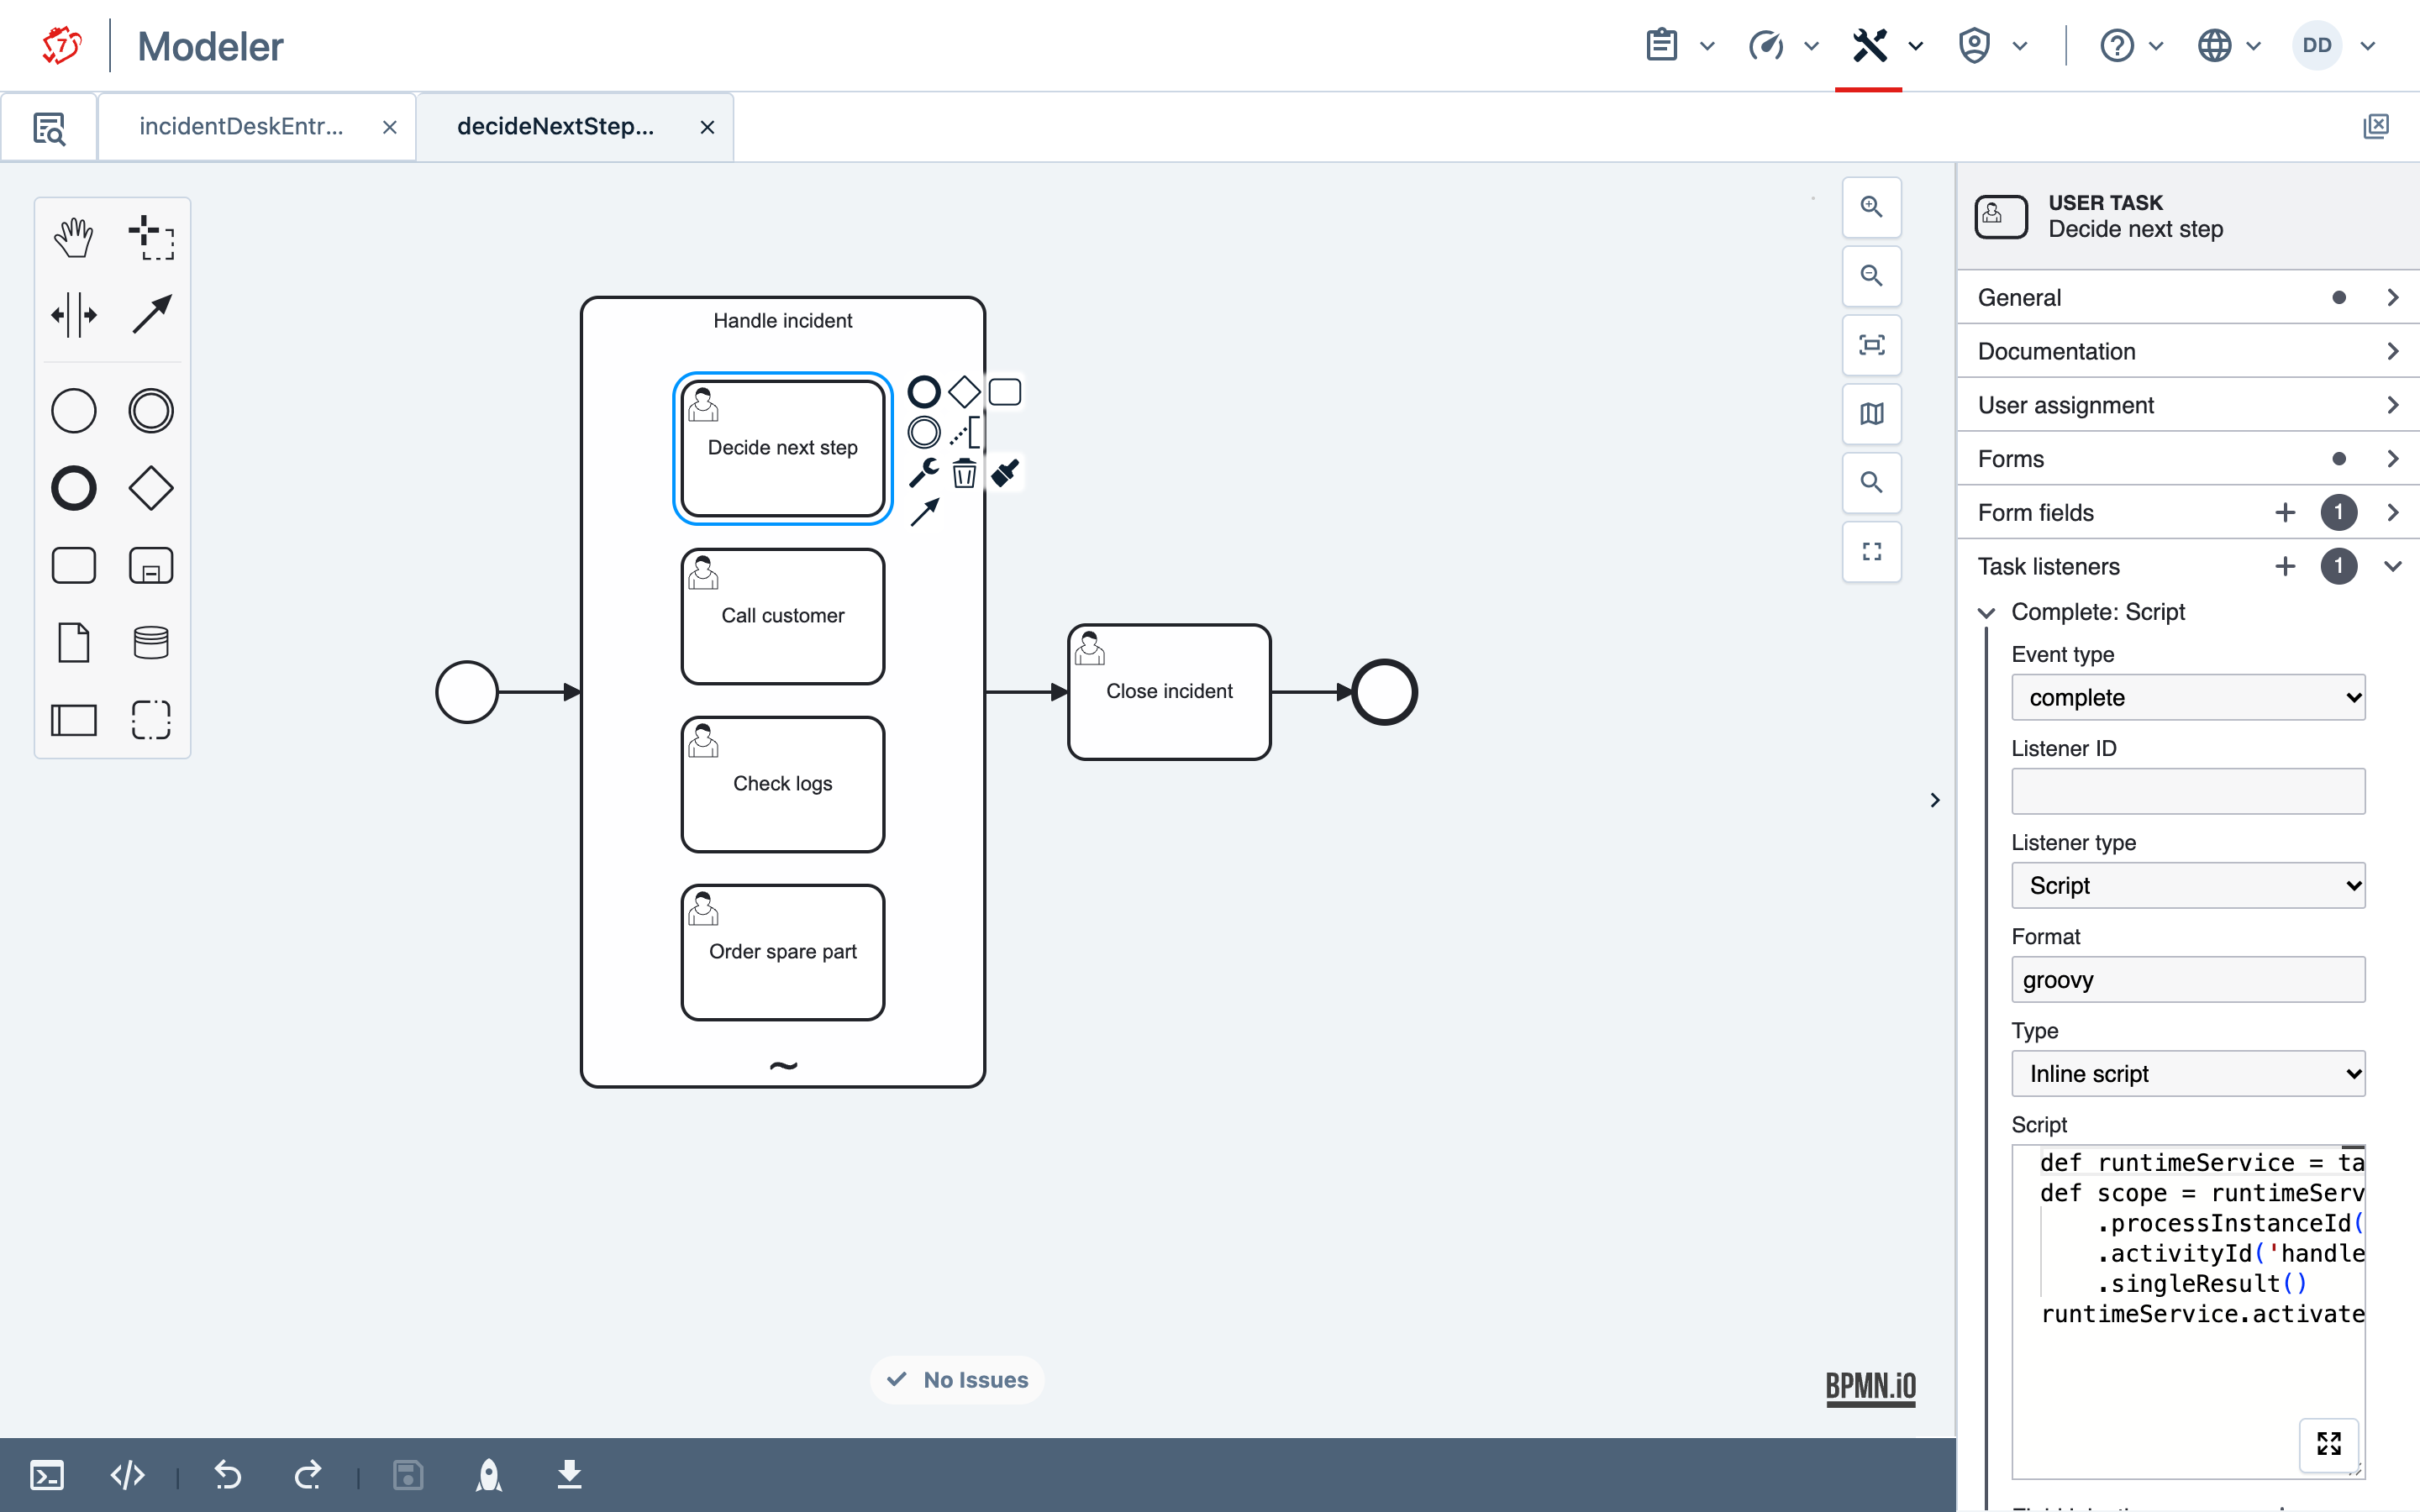 7
Modeler
DD
incidentDeskEntr...
decideNextStep...
USER TASK
Decide next step
General
Documentation
User assignment
Forms
Form fields
1
Task listeners
1
Complete: Script
Event type
complete
Listener ID
Listener type
Script
Format
groovy
Type
Inline script
Script
def runtimeService = ta
def scope = runtimeServ
.processInstanceId(
.activityId('handle
.singleResult()
runtimeService.activate
Handle incident
Decide next step
Call customer
Check logs
Order spare part
Close incident
No Issues
BPMN.iO